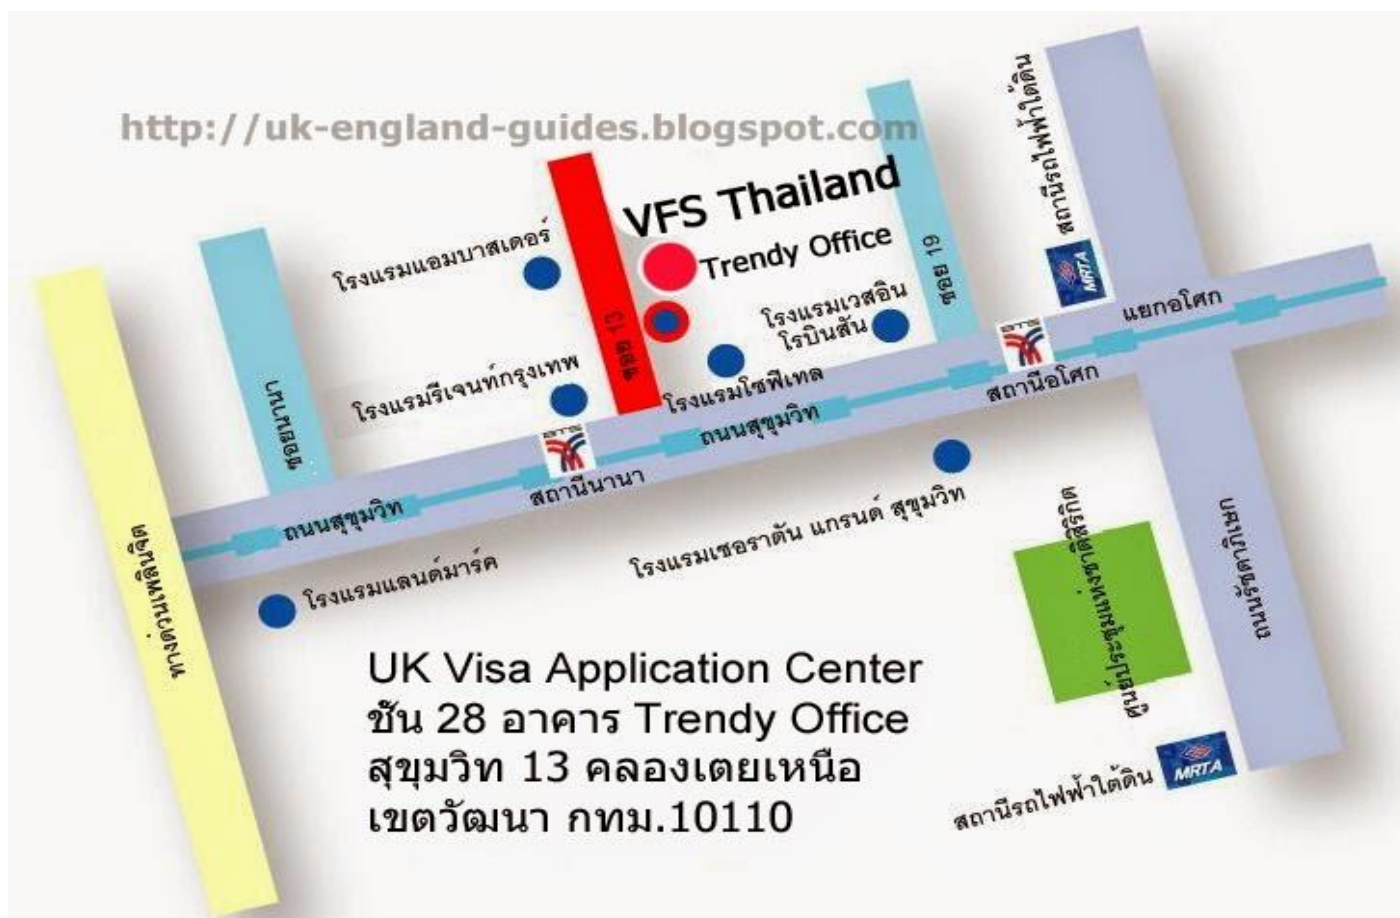 http://uk-england-guides.blogspot.com
สถานีรถไฟฟ้าใต้ดิน
MRTA
VFS Thailand
Trendy Office
ซอย 19
โรงแรมแอมบาสเดอร์
ซอย 13
โรงแรมเวสอิน
โรบินสัน
แยกอโศก
BTS
สถานีอโศก
โรงแรมรีเจนท์กรุงเทพ
โรงแรมโซฟีเทล
ซอยนานา
ถนนสุขุมวิท
BTS
สถานีนานา
ถนนสุขุมวิท
โรงแรมเชอราตัน แกรนด์ สุขุมวิท
โรงแรมแลนด์มาร์ค
ทางด่วนเพลินจิต
ศูนย์ประชุมแห่งชาติสิริกิต
ถนนรัชดาภิเษก
UK Visa Application Center
ชั้น 28 อาคาร Trendy Office
สุขุมวิท 13 คลองเตยเหนือ
เขตวัฒนา กทม.10110
สถานีรถไฟฟ้าใต้ดิน
MRTA